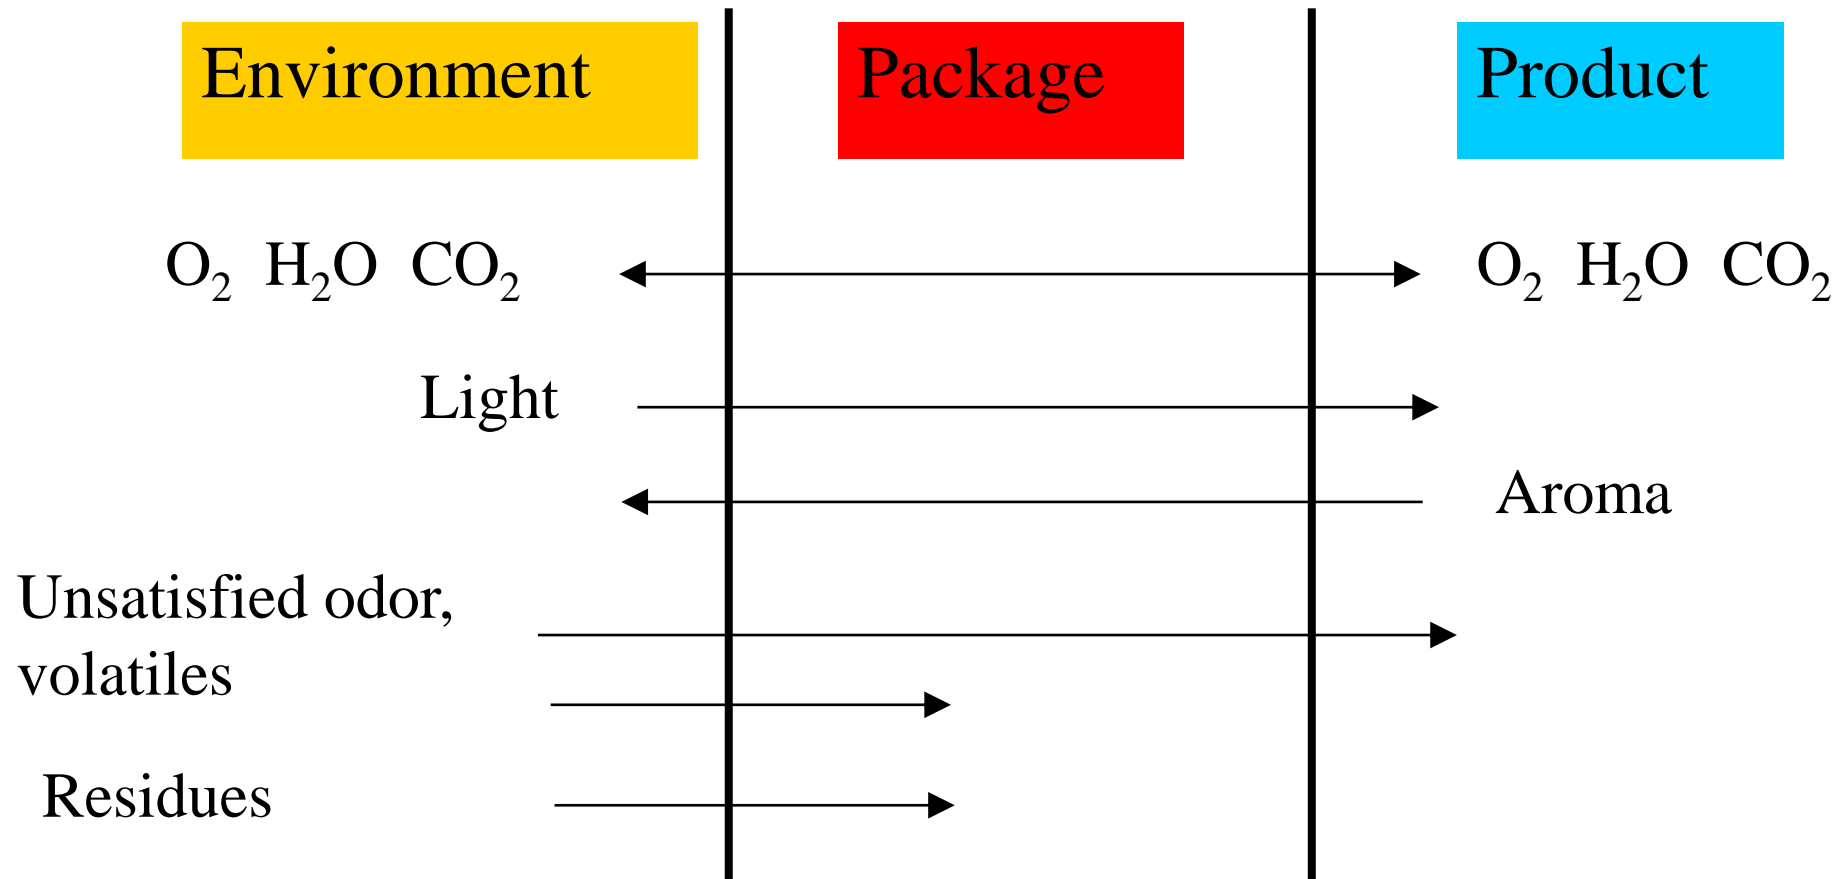 Environment Package Product
O₂ H₂O CO₂ O₂ H₂O CO₂
Light
Aroma
Unsatisfied odor,
volatiles
Residues